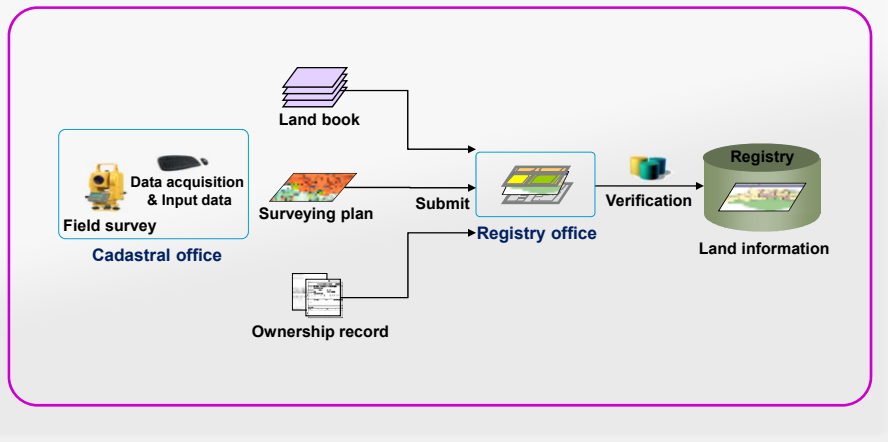 Land book
Data acquisition
& Input data
Field survey
Cadastral office
Surveying plan
Submit
Ownership record
Registry office
Verification
Registry
Land information